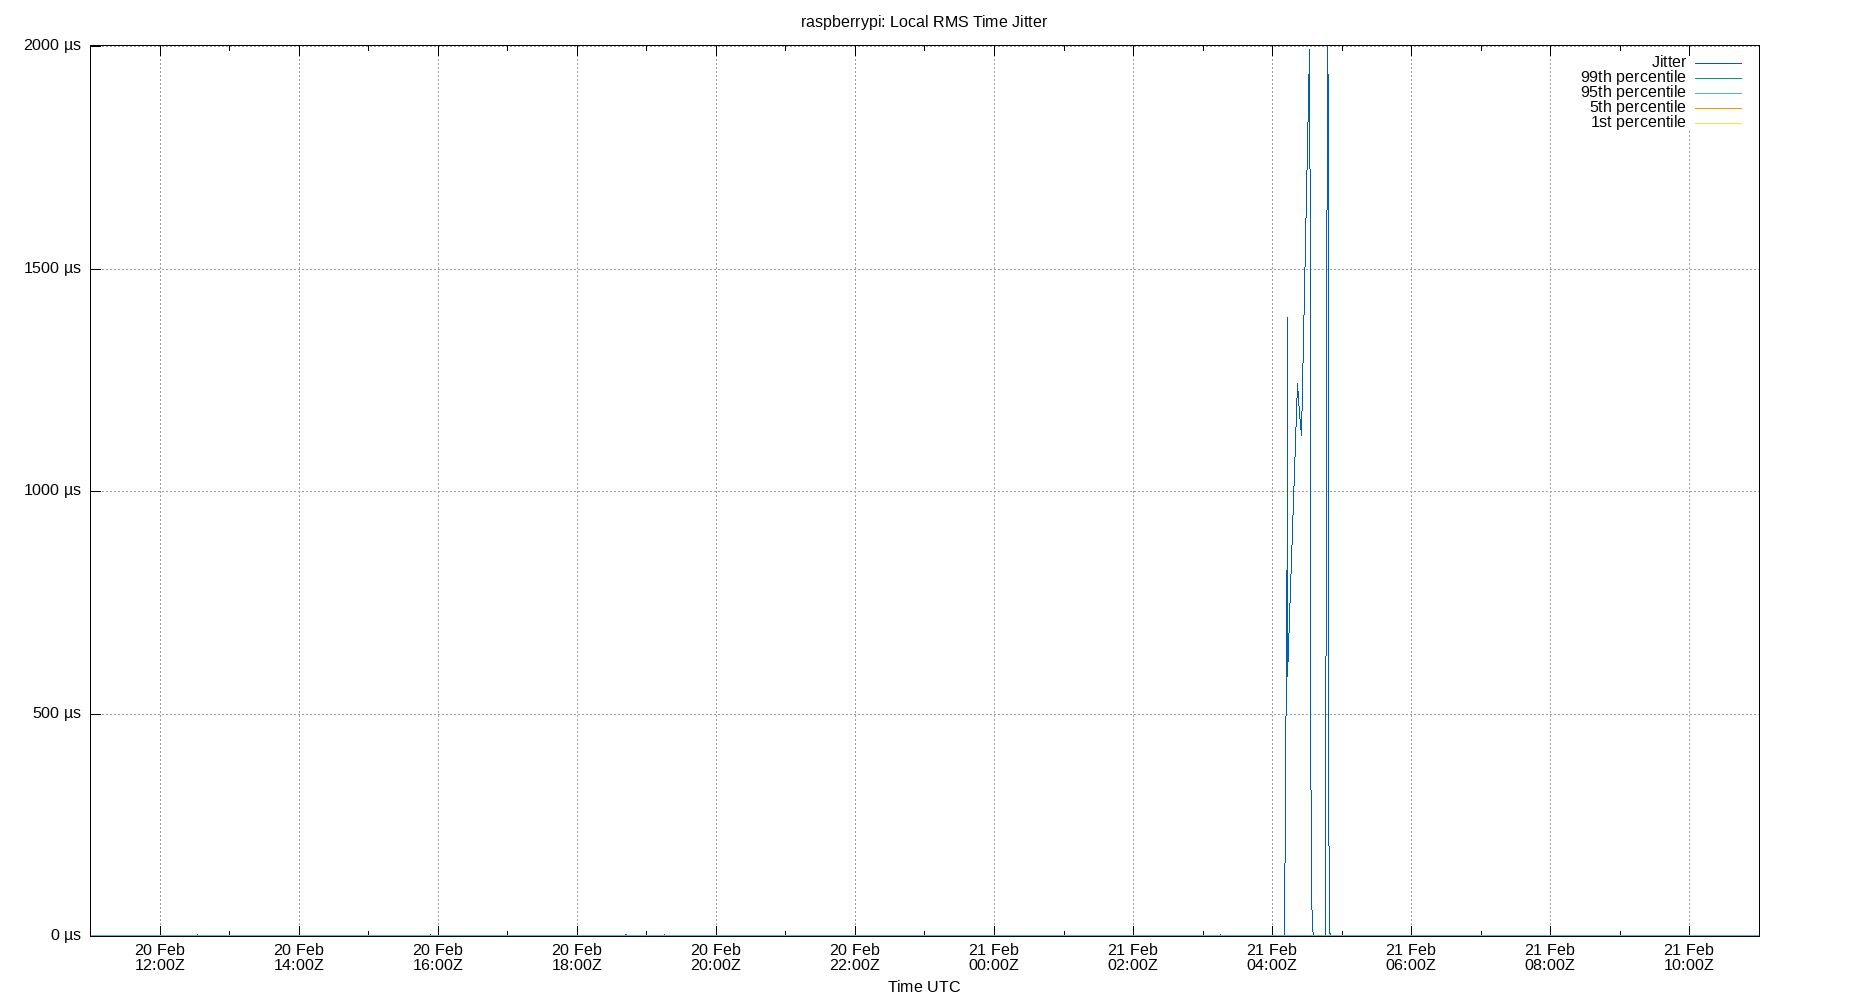 raspberrypi: Local RMS Time Jitter
2000 µs
1500 µs
1000 µs
500 µs
0 µs
Jitter
99th percentile
95th percentile
5th percentile
1st percentile
20 Feb 20 Feb 20 Feb 20 Feb 20 Feb 20 Feb 21 Feb 21 Feb 21 Feb 21 Feb 21 Feb 21 Feb
12:00Z 14:00Z 16:00Z 18:00Z 20:00Z 22:00Z 00:00Z 02:00Z 04:00Z 06:00Z 08:00Z 10:00Z
Time UTC